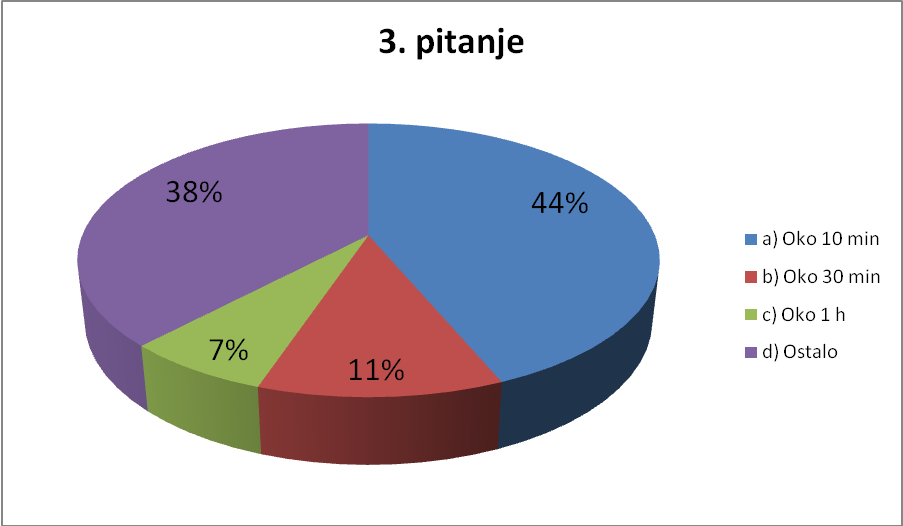 3. pitanje
38%
44%
7%
11%
a) Oko 10 min
b) Oko 30 min
c) Oko 1 h
d) Ostalo